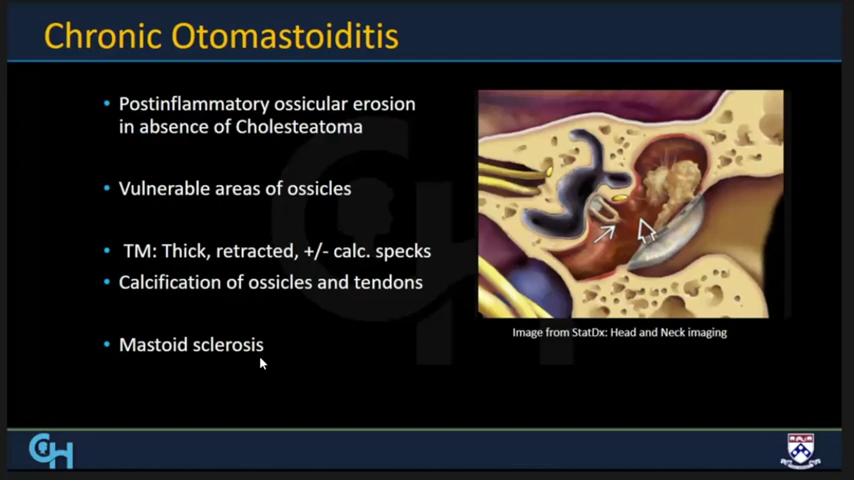 Chronic Otomastoiditis
• Postinflammatory ossicular erosion
in absence of Cholesteatoma
• Vulnerable areas of ossicles
• TM: Thick, retracted, +/- calc. specks
• Calcification of ossicles and tendons
• Mastoid sclerosis
Image from StatDx: Head and Neck imaging
CH